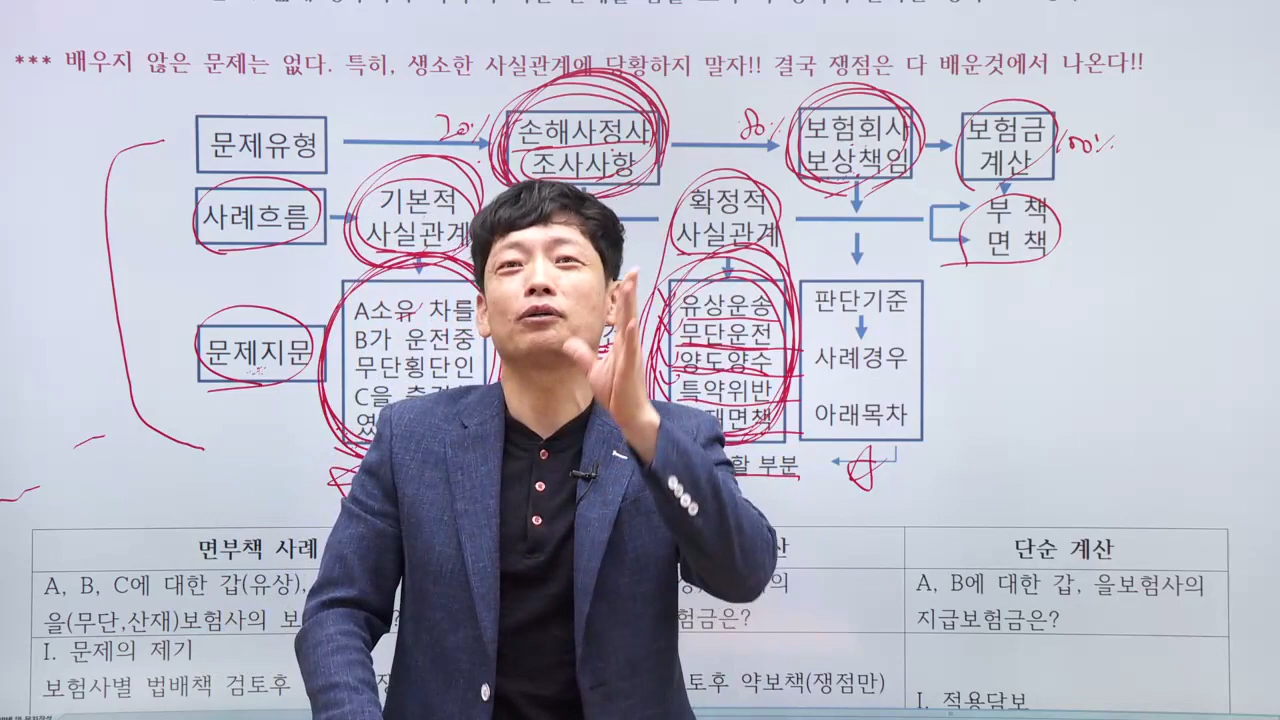 *** 배우지 않은 문제는 없다. 특히, 생소한 사실관계에 당황하지 말자!! 결국 쟁점은 다 배운것에서 나온다!!
문제유형
20%
손해사정사
조사사항
80%
보험회사
보상책임
보험금
계산
100%
사례흐름
기본적
사실관계
확정적
사실관계
부 책
면 책
문제지문
A소유 차를
B가 운전중
무단횡단인
C을
유상운송
무단운전
양도양수
특약위반
판단기준
사례경우
아래목차
할 부분
면부책 사례
단순 계산
A, B, C에 대한 갑(유상),
을(무단,산재)보험사의
험금은?
A, B에 대한 갑, 을보험사의
지급보험금은?
I. 문제의 제기
보험사별 법배책 검토후
토후 약보책(쟁점만)
I. 적용담보